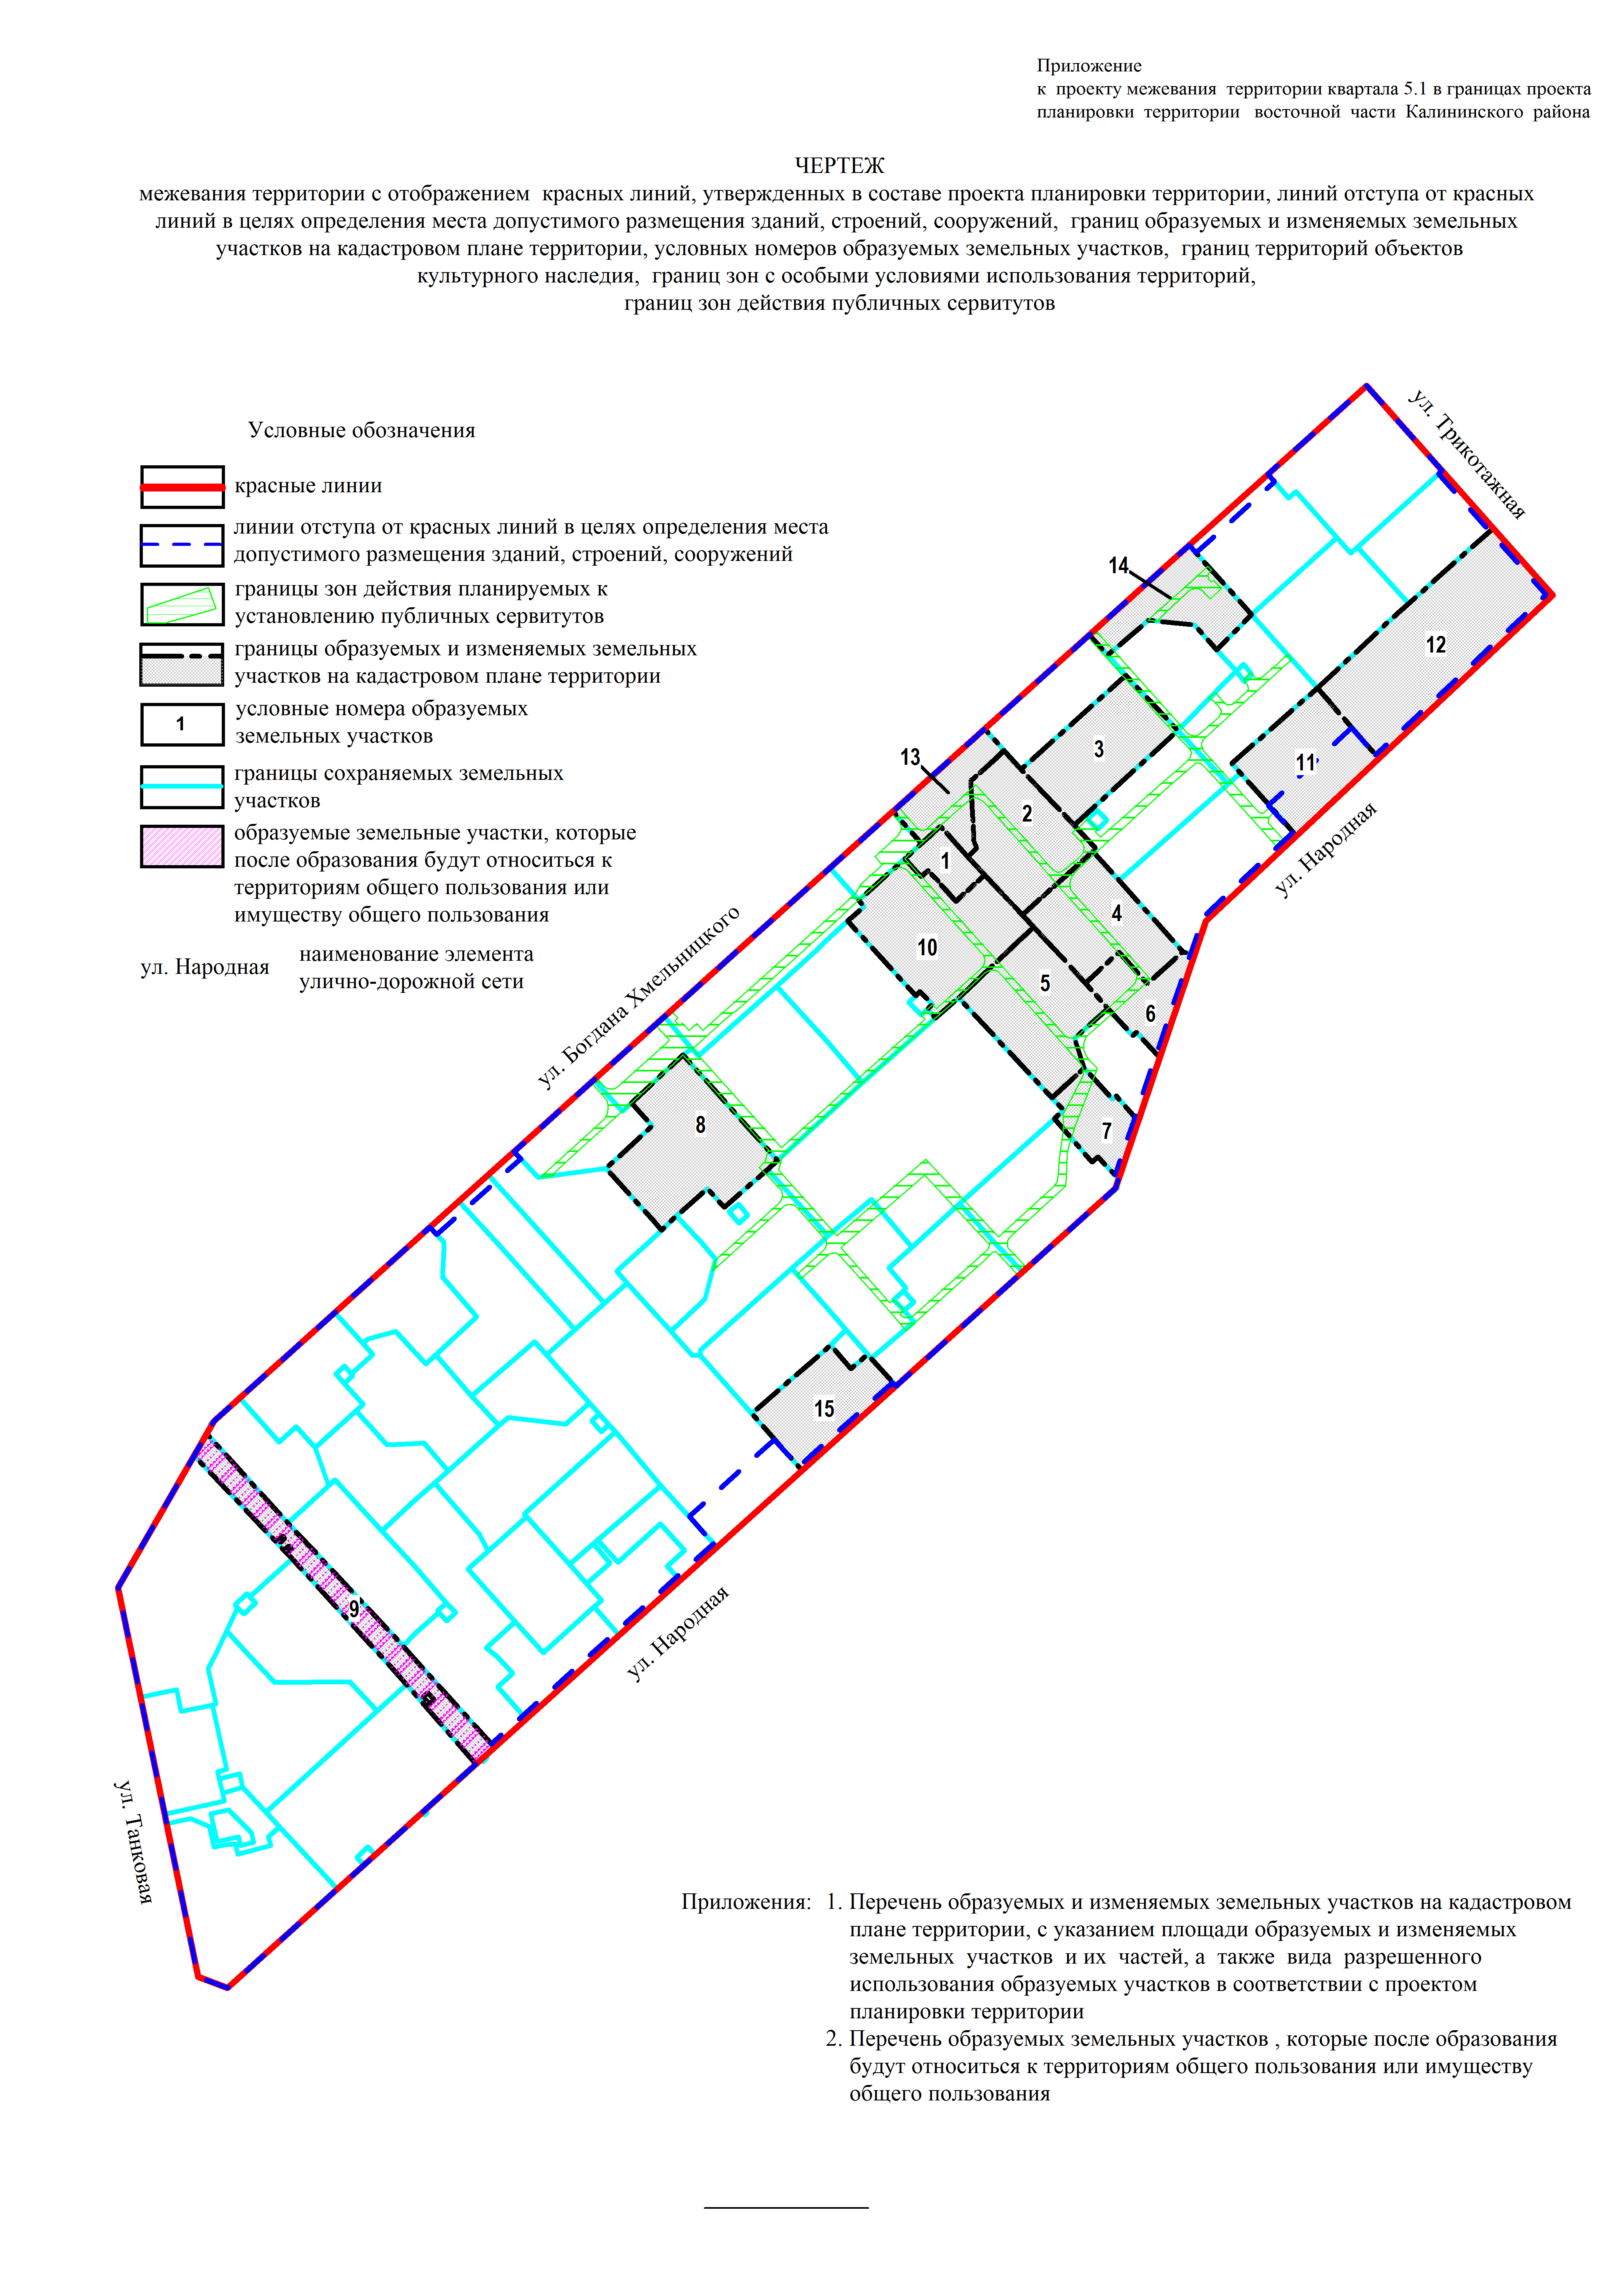 Приложение
к проекту межевания территории квартала 5.1 в границах проекта
планировки территории восточной части Калининского района
ЧЕРТЕЖ
межевания территории с отображением красных линий, утвержденных в составе проекта планировки территории, линий отступа от красных
линий в целях определения места допустимого размещения зданий, строений, сооружений, границ образуемых и изменяемых земельных
участков на кадастровом плане территории, условных номеров образуемых земельных участков, границ территорий объектов
культурного наследия, границ зон с особыми условиями использования территорий,
границ зон действия публичных сервитутов
Условные обозначения
красные линии
линии отступа от красных линий в целях определения места
допустимого размещения зданий, строений, сооружений
границы зон действия планируемых к
установлению публичных сервитутов
границы образуемых и изменяемых земельных
участков на кадастровом плане территории
1
условные номера образуемых
земельных участков
границы сохраняемых земельных
участков
образуемые земельные участки, которые
после образования будут относиться к
территориям общего пользования или
имуществу общего пользования
ул. Народная
наименование элемента
улично-дорожной сети
ул. Трикотажная
14
12
3
11
13
2
ул. Народная
1
4
10
ул. Богдана Хмельницкого
5
6
8
7
15
9
ул. Народная
ул. Танковая
Приложения: 1. Перечень образуемых и изменяемых земельных участков на кадастровом
плане территории, с указанием площади образуемых и изменяемых
земельных участков и их частей, а также вида разрешенного
использования образуемых участков в соответствии с проектом
планировки территории
2. Перечень образуемых земельных участков , которые после образования
будут относиться к территориям общего пользования или имуществу
общего пользования